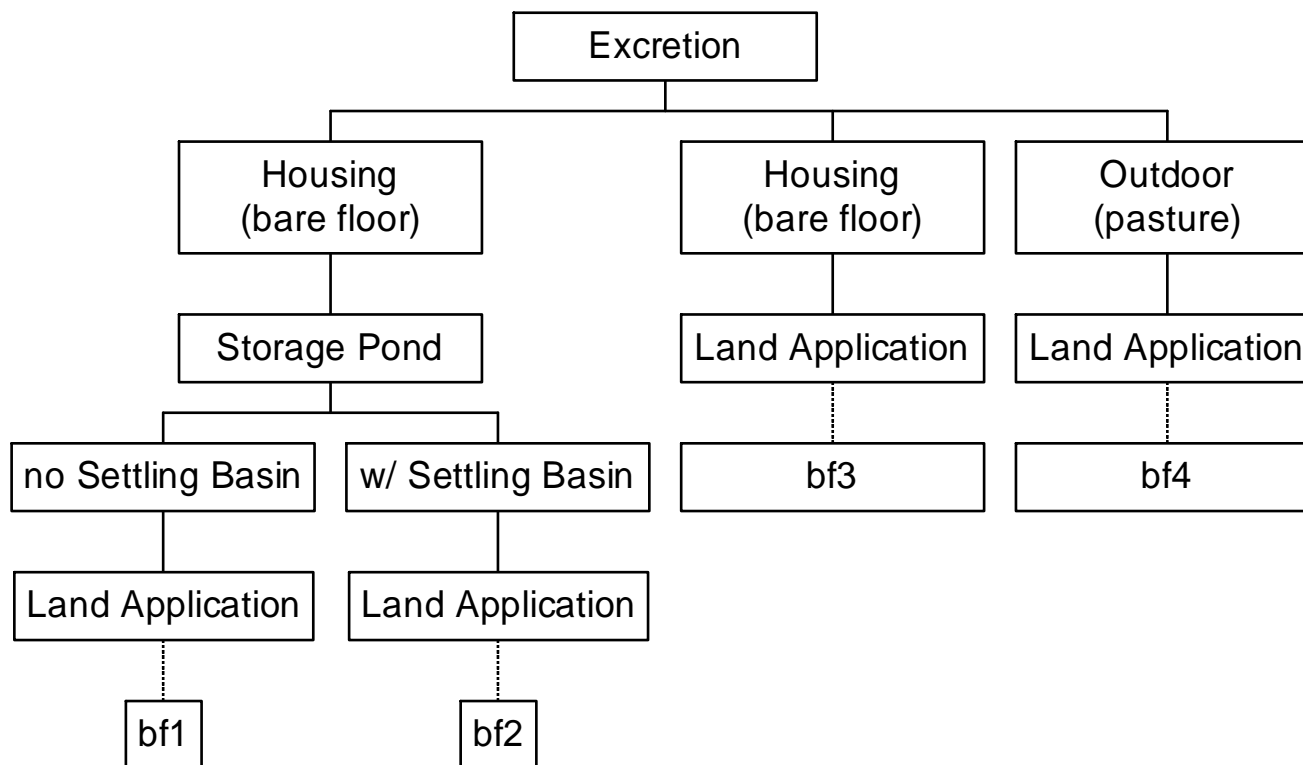 Excretion
Housing
(bare floor)
Housing
(bare floor)
Outdoor
(pasture)
Storage Pond
Land Application
Land Application
no Settling Basin
w/ Settling Basin
bf3
bf4
Land Application
Land Application
bf1
bf2